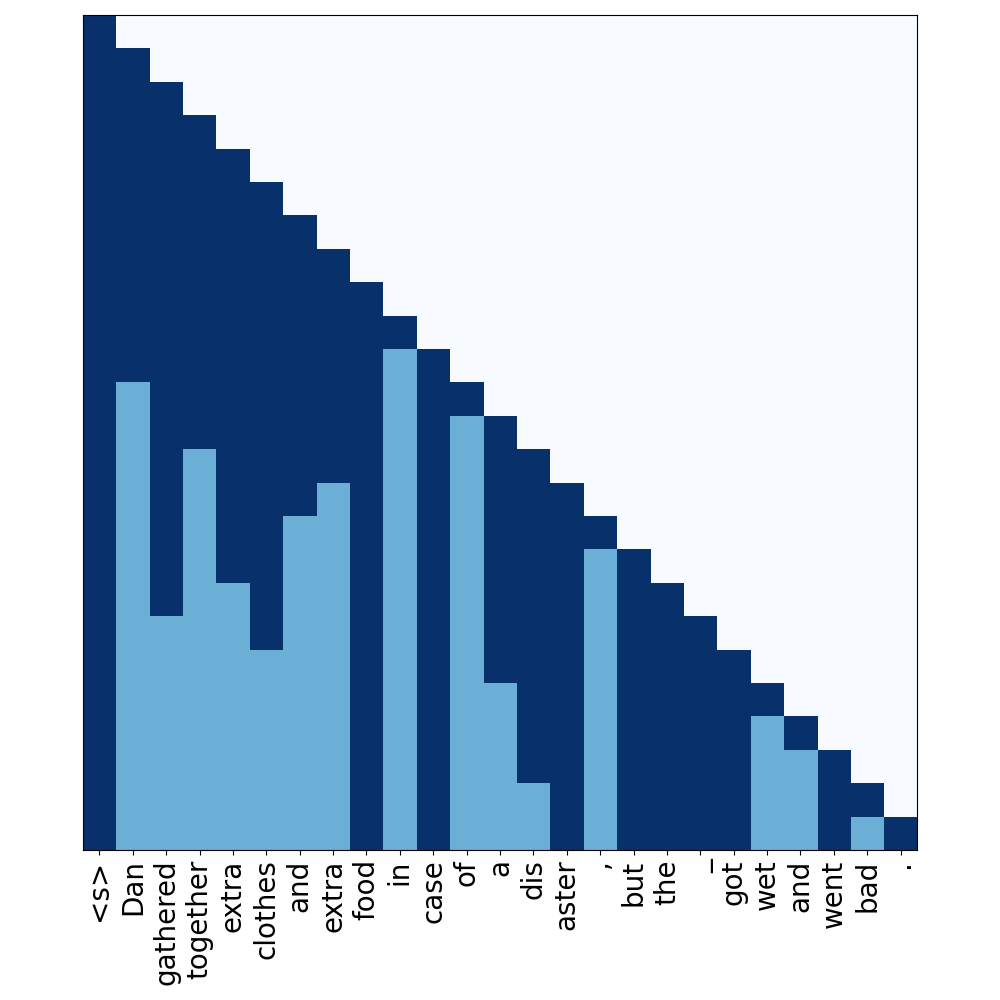 <s>
Dan
gathered
together
extra
clothes
and
extra
food
in
case
of
a
dis
aster
,
but
the
_
got
wet
and
went
bad
.